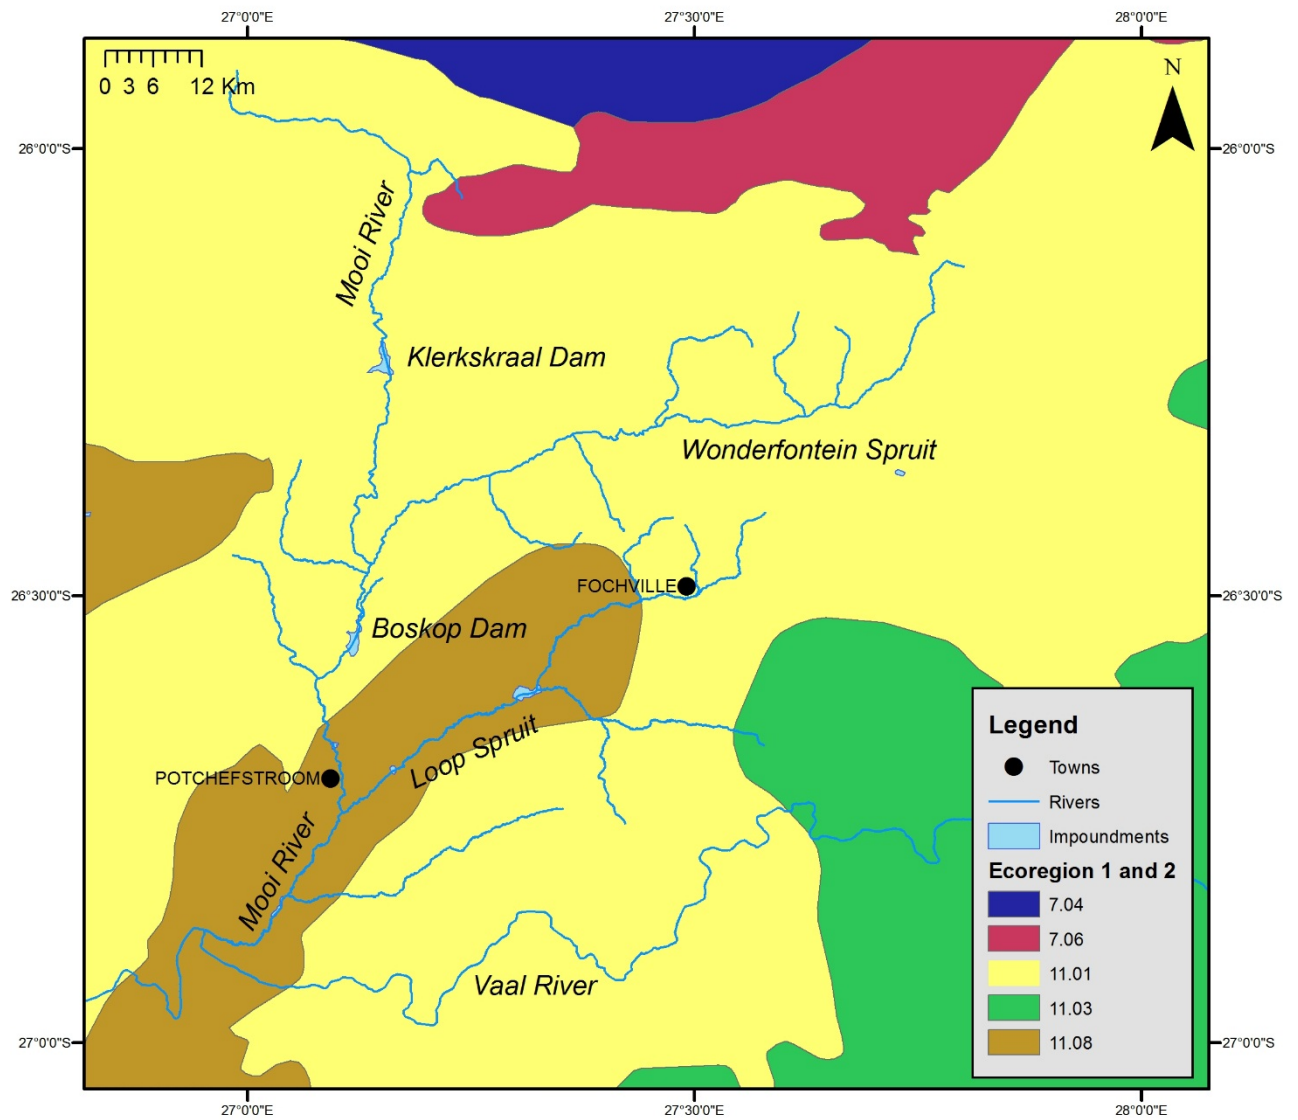 27°0'0"E
27°30'0"E
28°0'0"E
0 3 6 12 Km
N
26°0'0"S
26°0'0"S
Mooi River
Klerkskraal Dam
Wonderfontein Spruit
FOCHVILLE
26°30'0"S
26°30'0"S
Boskop Dam
Loop Spruit
POTCHEFSTROOM
Mooi River
Vaal River
Legend
Towns
Rivers
Impoundments
Ecoregion 1 and 2
7.04
7.06
11.01
11.03
11.08
27°0'0"S
27°0'0"S
27°0'0"E
27°30'0"E
28°0'0"E